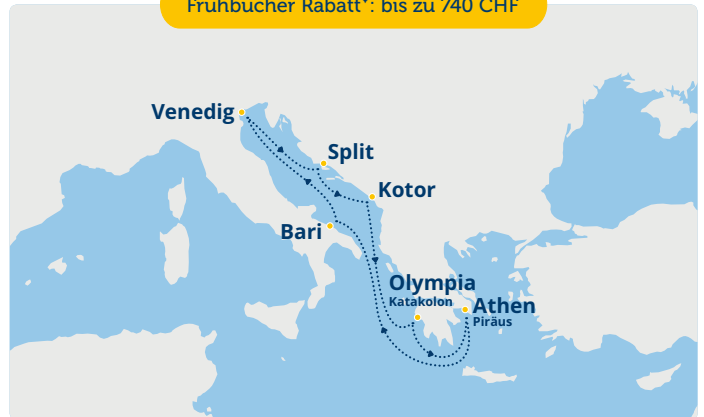 Frühbucher Rabatt*: bis zu 740 CHF
Venedig
Split
Kotor
Bari
Olympia
Katakolon
Athen
Piräus